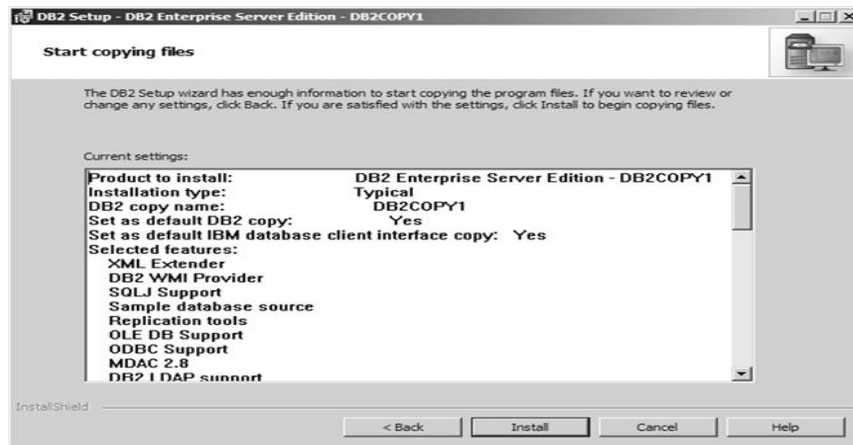 DB2 Setup - DB2 Enterprise Server Edition - DB2COPY1
Start copying files
The DB2 Setup wizard has enough information to start copying the program files. If you want to review or
change any settings, click Back. If you are satisfied with the settings, click Install to begin copying files.
Current settings:
Product to install: DB2 Enterprise Server Edition - DB2COPY1
Installation type: Typical
DB2 copy name: DB2COPY1
Set as default DB2 copy: Yes
Set as default IBM database client interface copy: Yes
Selected features:
XML Extender
DB2 WMI Provider
SQLJ Support
Sample database source
Replication tools
OLE DB Support
ODBC Support
MDAC 2.8
DB2 LDAP support
InstallShield
< Back Install Cancel Help